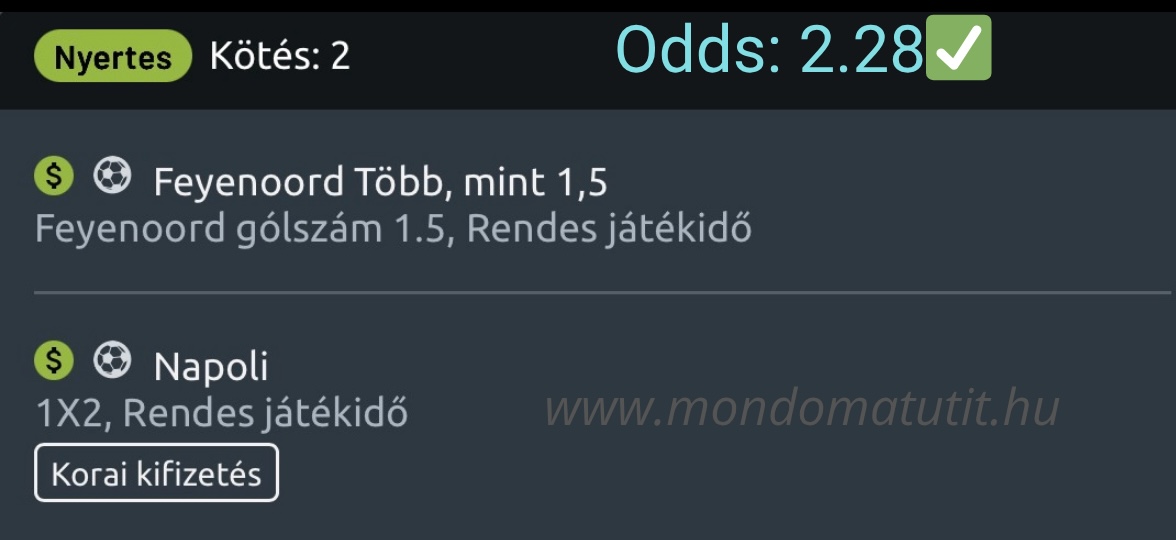 Nyertes Kötés: 2 Odds: 2.28✅
$ Feyenoord Több, mint 1,5
Feyenoord gólszám 1.5, Rendes játékidő
$ Napoli
1X2, Rendes játékidő
www.mondomatutit.hu
Korai kifizetés